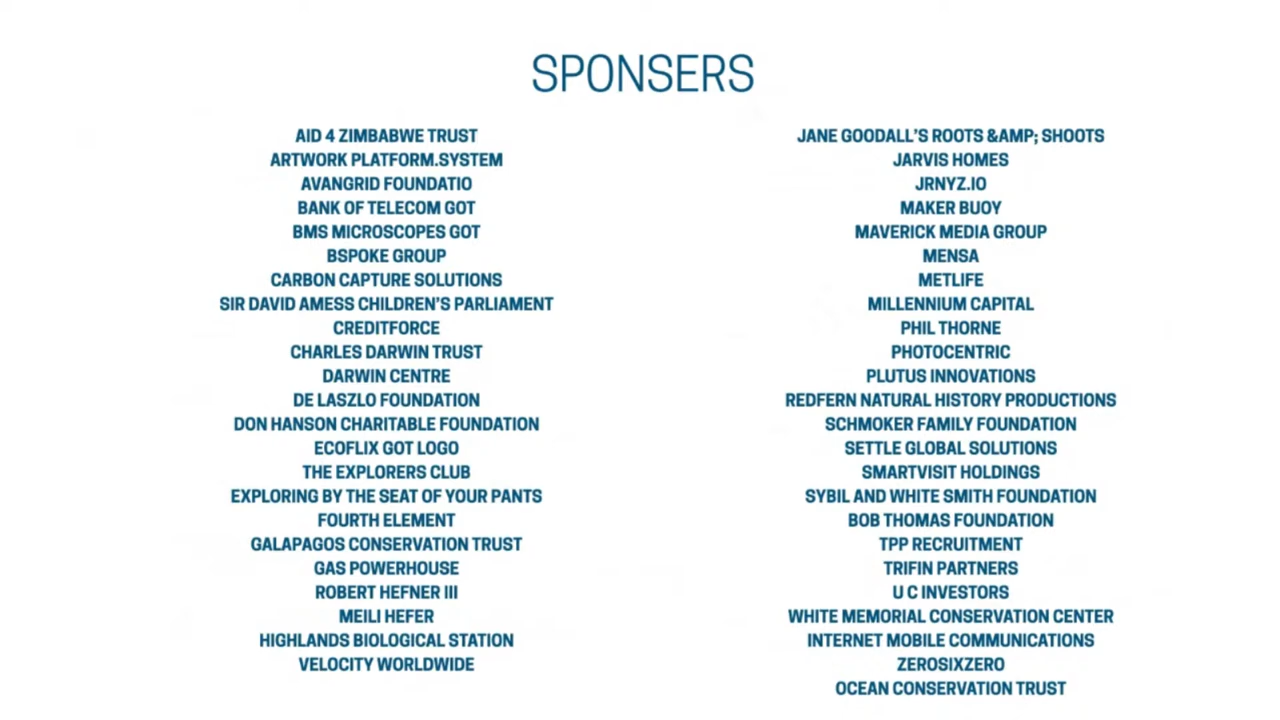 SPONSERS
AID 4 ZIMBABWE TRUST
ARTWORK PLATFORM.SYSTEM
AVANGRID FOUNDATIO
BANK OF TELECOM GOT
BMS MICROSCOPES GOT
BSPOKE GROUP
CARBON CAPTURE SOLUTIONS
SIR DAVID AMESS CHILDREN'S PARLIAMENT
CREDITFORCE
CHARLES DARWIN TRUST
DARWIN CENTRE
DE LASZLO FOUNDATION
DON HANSON CHARITABLE FOUNDATION
ECOFLIX GOT LOGO
THE EXPLORERS CLUB
EXPLORING BY THE SEAT OF YOUR PANTS
FOURTH ELEMENT
GALAPAGOS CONSERVATION TRUST
GAS POWERHOUSE
ROBERT HEFNER III
MEILI HEFER
HIGHLANDS BIOLOGICAL STATION
VELOCITY WORLDWIDE
JANE GOODALL'S ROOTS &AMP; SHOOTS
JARVIS HOMES
JRNYZ.IO
MAKER BUOY
MAVERICK MEDIA GROUP
MENSA
METLIFE
MILLENNIUM CAPITAL
PHIL THORNE
PHOTOCENTRIC
PLUTUS INNOVATIONS
REDFERN NATURAL HISTORY PRODUCTIONS
SCHMOKER FAMILY FOUNDATION
SETTLE GLOBAL SOLUTIONS
SMARTVISIT HOLDINGS
SYBIL AND WHITE SMITH FOUNDATION
BOB THOMAS FOUNDATION
TPP RECRUITMENT
TRIFIN PARTNERS
U C INVESTORS
WHITE MEMORIAL CONSERVATION CENTER
INTERNET MOBILE COMMUNICATIONS
ZEROSIXZERO
OCEAN CONSERVATION TRUST